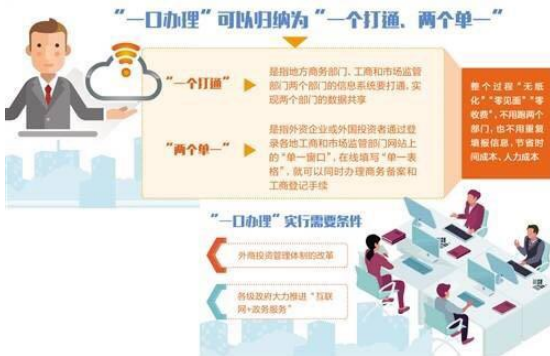 “一口办理”可以归纳为“一个打通、两个单一”
“一个打通”
是指地方商务部门、工商和市场监管
部门两个部门的信息系统要打通，实
现两个部门的数据共享
“两个单一”
是指外资企业或外国投资者通过登
录各地工商和市场监管部门网站上
的“单一窗口”，在线填写“单一表
格”，就可以同时办理商务备案和
工商登记手续
整个过程“无纸
化”“零见面”“零
收费”，不用跑两个
部门，也不用重复
填报信息，节省时
间成本、人力成本
“一口办理”实行需要条件
外商投资管理体制的改革
各级政府大力推进“互联
网+政务服务”